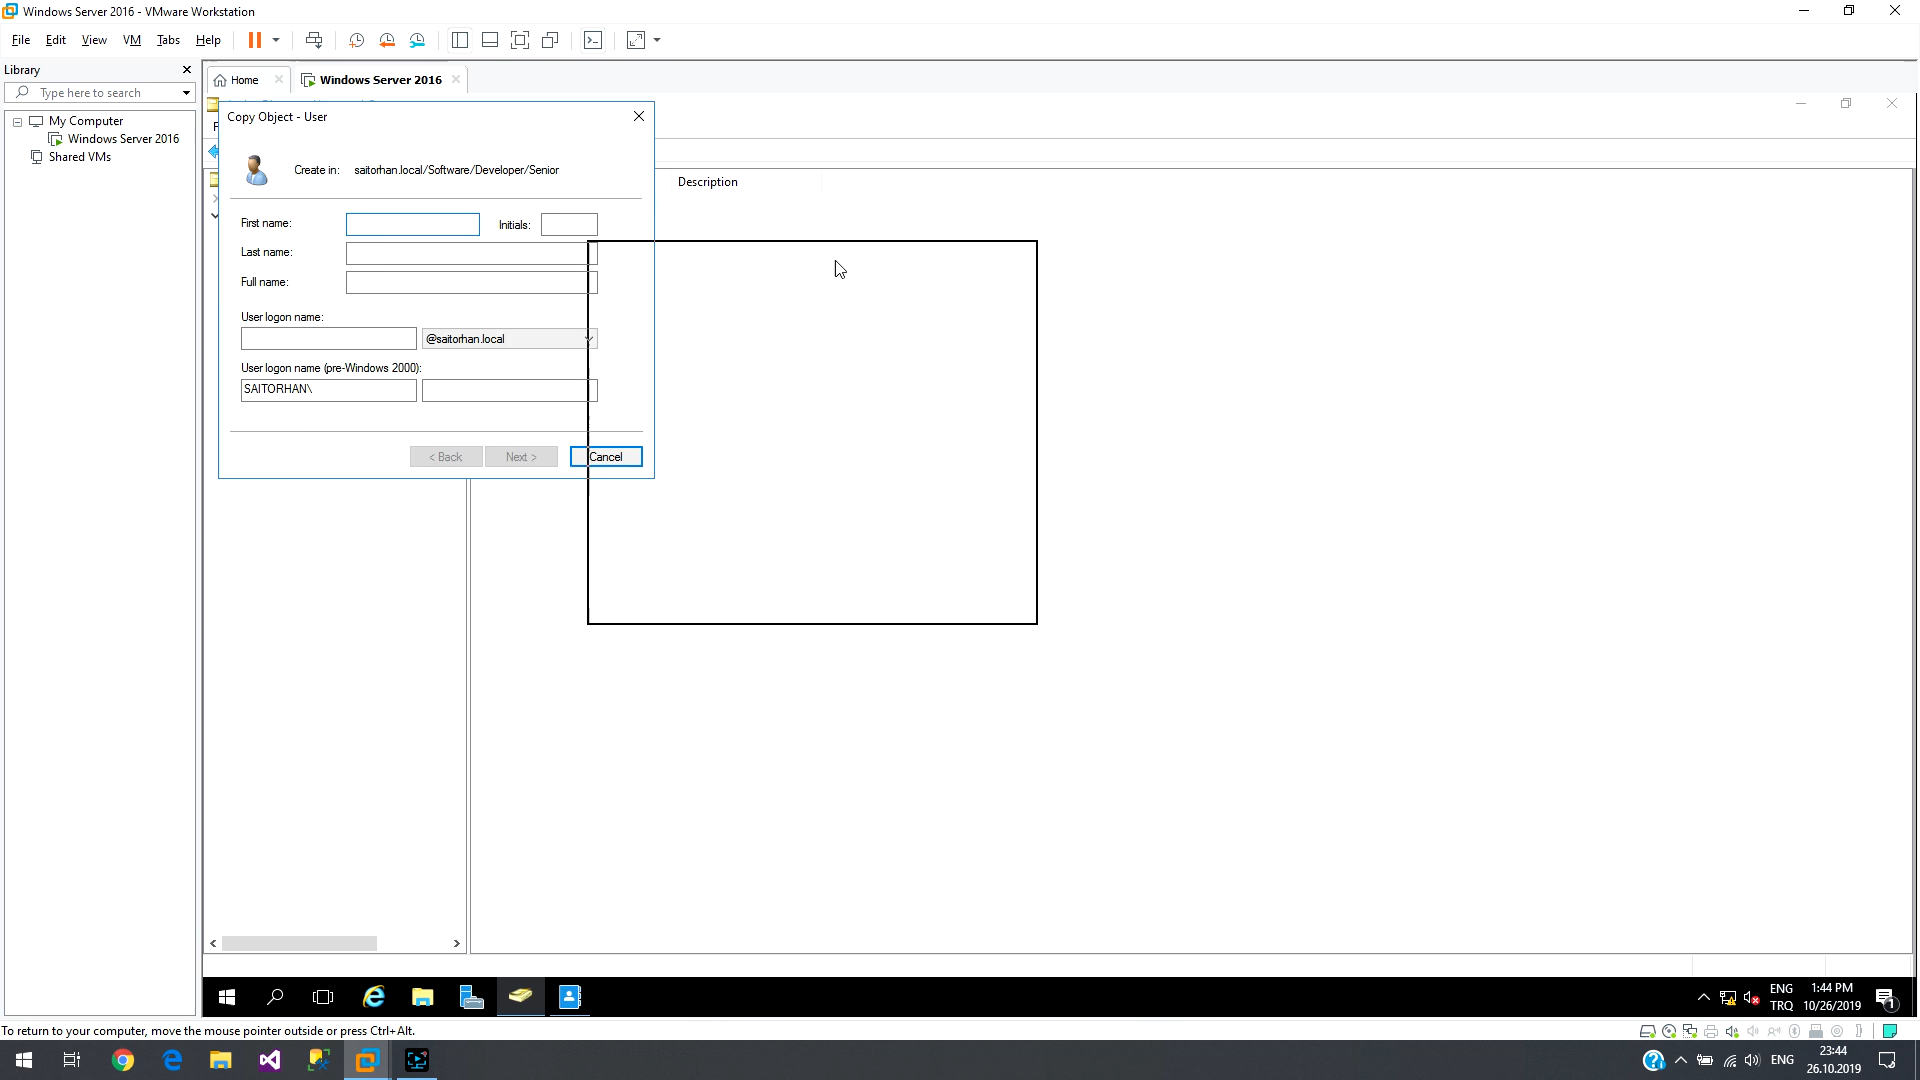 Windows Server 2016 - VMware Workstation
File Edit View VM Tabs Help
Library
Type here to search
My Computer
Windows Server 2016
Shared VMs
Home
Windows Server 2016
Copy Object - User
Create in: saitorhan.local/Software/Developer/Senior
First name:
Initials:
Last name:
Full name:
User logon name:
@saitorhan.local
User logon name (pre-Windows 2000):
SAITORHAN\
< Back
Next >
Cancel
Description
ENG
TRQ
1:44 PM
10/26/2019
1
To return to your computer, move the mouse pointer outside or press Ctrl+Alt.
ENG
23:44
26.10.2019